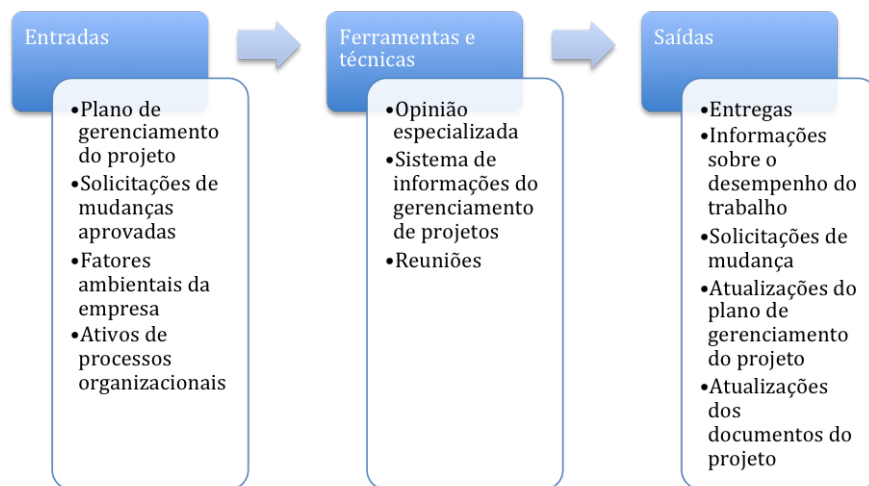 Entradas
•Plano de
gerenciamento
do projeto
•Solicitações de
mudanças
aprovadas
•Fatores
ambientais da
empresa
•Ativos de
processos
organizacionais
Ferramentas e
técnicas
•Opinião
especializada
•Sistema de
informações do
gerenciamento
de projetos
•Reuniões
Saídas
•Entregas
•Informações
sobre o
desempenho do
trabalho
•Solicitações de
mudança
•Atualizações do
plano de
gerenciamento
do projeto
•Atualizações
dos
documentos do
projeto